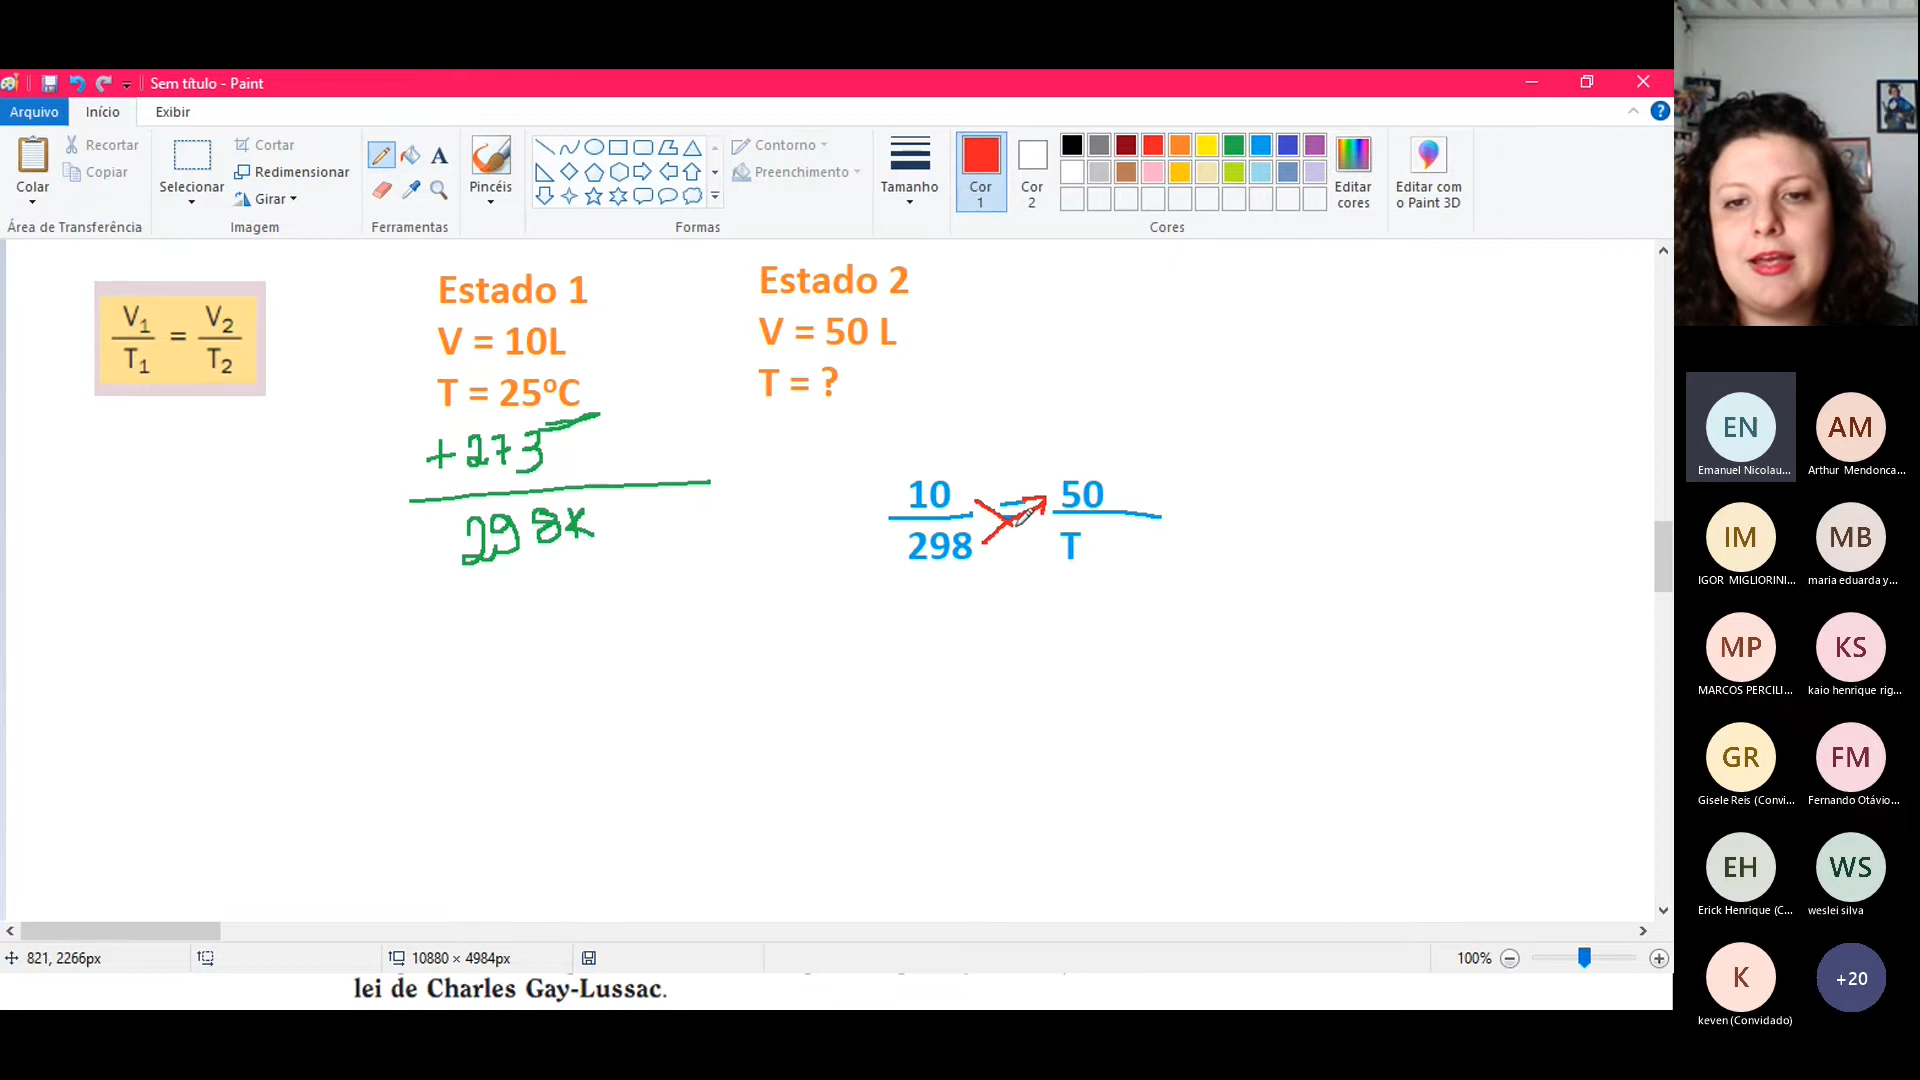 Sem título - Paint
Arquivo Início Exibir
Colar
Recortar
Copiar
Área de Transferência
Selecionar
Cortar
Redimensionar
Girar
Imagem
A
Ferramentas
Pincéis
Contorno
Preenchimento
Formas
Tamanho
Cor 1
Cor 2
Editar cores
Editar com o Paint 3D
Cores
V1 = V2
T1 T2
Estado 1
V = 10L
T = 25ºC
+273
298K
Estado 2
V = 50 L
T = ?
10 = 50
298 T
821, 2266px
10880 × 4984px
100%
lei de Charles Gay-Lussac.
EN
Emanuel Nicolau...
AM
Arthur Mendonca...
IM
IGOR MIGLIORINI...
MB
maria eduarda y...
MP
MARCOS PERCILI...
KS
kaio henrique rig...
GR
Gisele Reis (Convi...
FM
Fernando Otávio...
EH
Erick Henrique (C...
WS
weslei silva
K
keven (Convidado)
+20